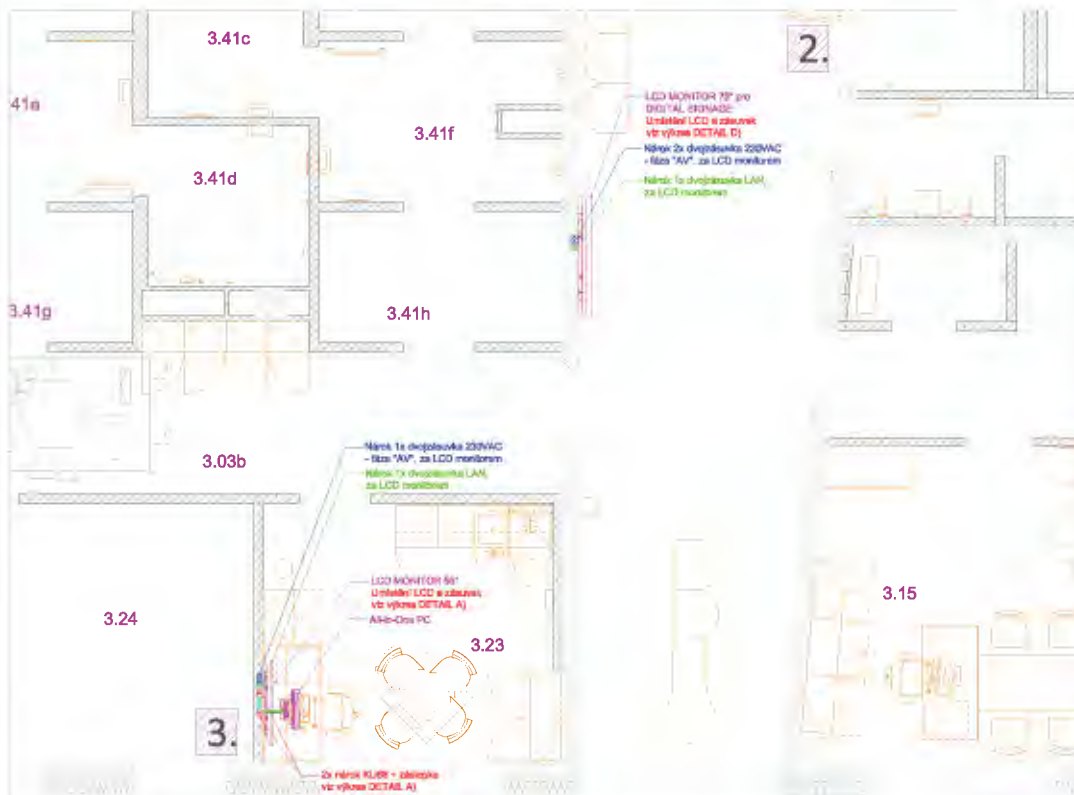 3.41c
2.
41e
LCD MONITOR 70" pro
DIGITAL SIGNAGE
Umístění LCD a zásuvek
viz výkres DETAIL D)
3.41f
Nárok 2x dvojzásuvka 230VAC
- fáze "AV", za LCD monitorem
3.41d
Nárok 1x dvojzásuvka LAN,
za LCD monitorem
3.41g
3.41h
Nárok 1x dvojzásuvka 230VAC
- fáze "AV", za LCD monitorem
3.03b
Nárok 1x dvojzásuvka LAN,
za LCD monitorem
LCD MONITOR 55"
Umístění LCD a zásuvek
viz výkres DETAIL A)
3.15
3.24
All-in-One PC
3.23
3.
2x nárok KU68 + záslepka
viz výkres DETAIL A)